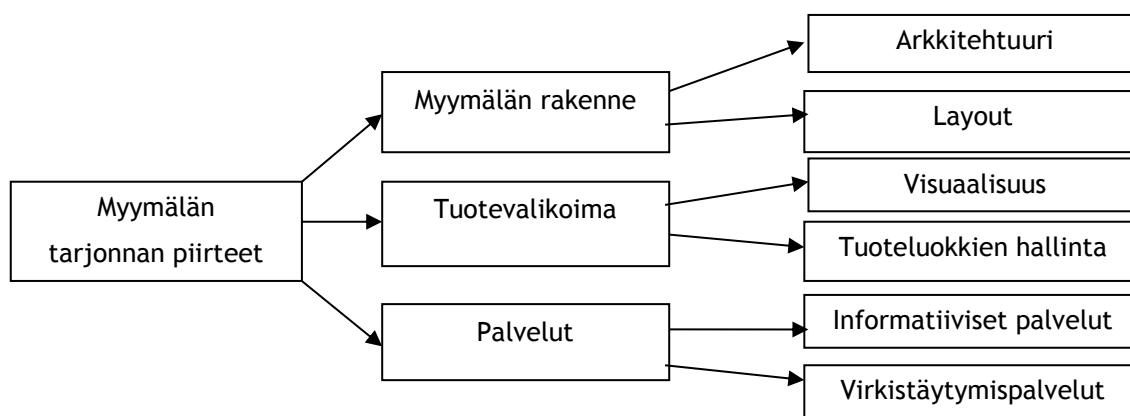 Myymälän
tarjonnan piirteet
Myymälän rakenne
Tuotevalikoima
Palvelut
Arkkitehtuuri
Layout
Visuaalisuus
Tuoteluokkien hallinta
Informatiiviset palvelut
Virkistäytymispalvelut